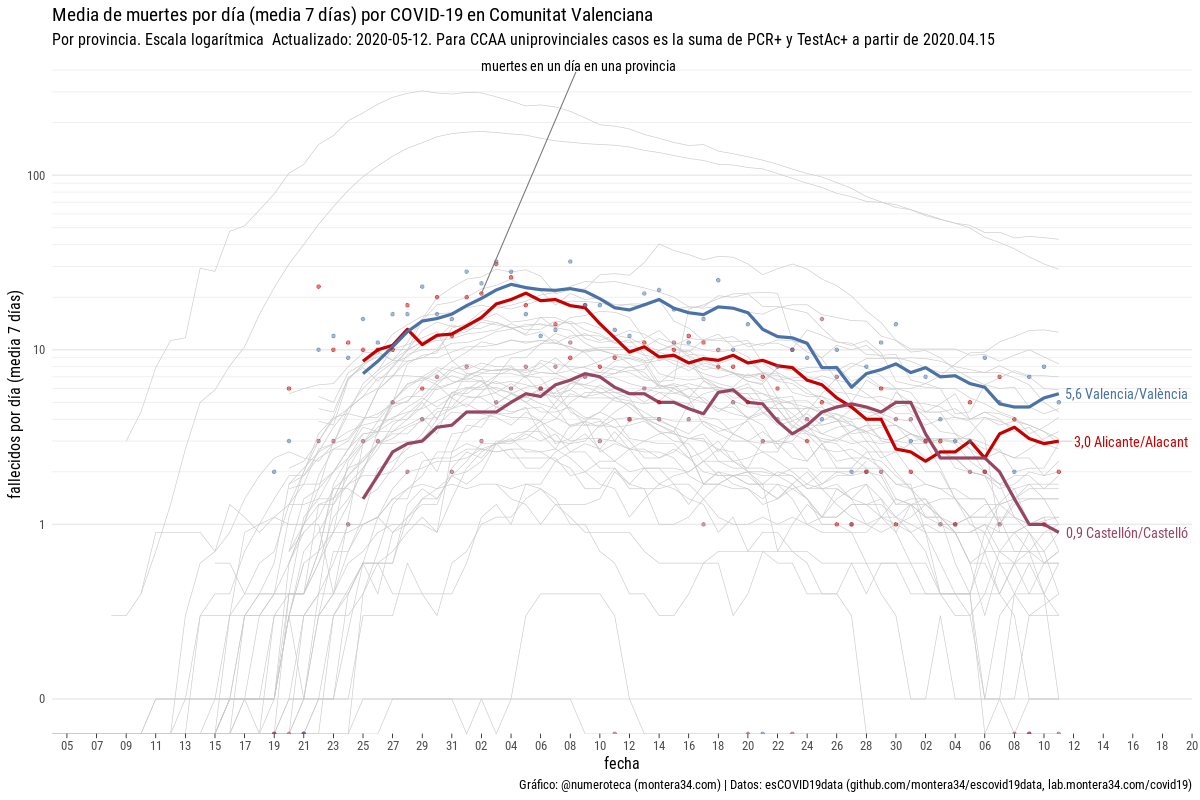 Media de muertes por día (media 7 días) por COVID-19 en Comunitat Valenciana
Por provincia. Escala logarítmica  Actualizado: 2020-05-12. Para CCAA uniprovinciales casos es la suma de PCR+ y TestAc+ a partir de 2020.04.15
muertes en un día en una provincia
fallecidos por día (media  7 días)
100
10
1
0
5,6 Valencia/València
3,0 Alicante/Alacant
0,9 Castellón/Castelló
05 07 09 11 13 15 17 19 21 23 25 27 29 31 02 04 06 08 10 12 14 16 18 20 22 24 26 28 30 02 04 06 08 10 12 14 16 18 20
fecha
Gráfico: @numeroteca (montera34.com) | Datos: esCOVID19data (github.com/montera34/escovid19data, lab.montera34.com/covid19)